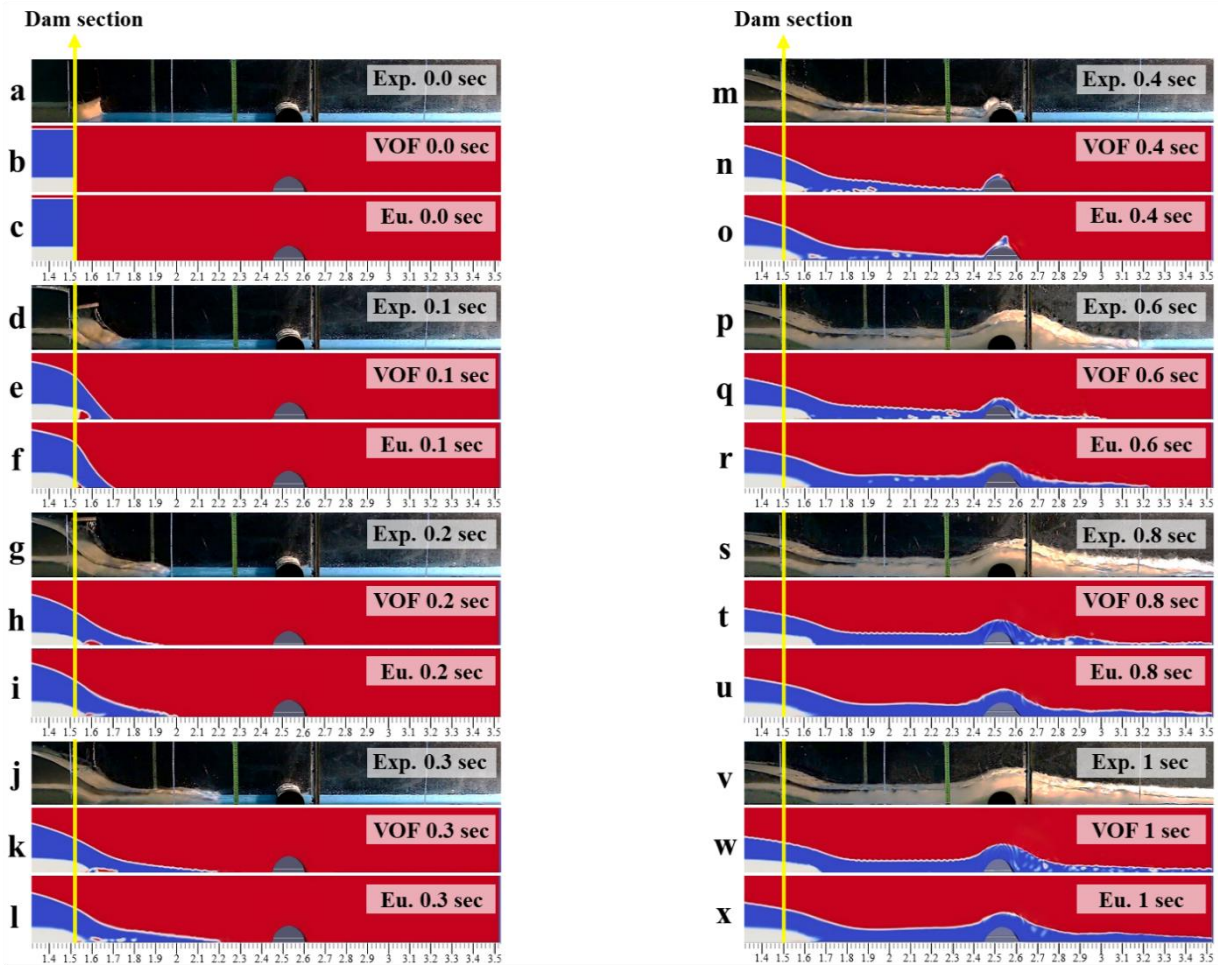 Dam section
a
Exp. 0.0 sec
b
VOF 0.0 sec
c
Eu. 0.0 sec
1.4 1.5 1.6 1.7 1.8 1.9 2 2.1 2.2 2.3 2.4 2.5 2.6 2.7 2.8 2.9 3 3.1 3.2 3.3 3.4 3.5
d
Exp. 0.1 sec
e
VOF 0.1 sec
f
Eu. 0.1 sec
1.4 1.5 1.6 1.7 1.8 1.9 2 2.1 2.2 2.3 2.4 2.5 2.6 2.7 2.8 2.9 3 3.1 3.2 3.3 3.4 3.5
g
Exp. 0.2 sec
h
VOF 0.2 sec
i
Eu. 0.2 sec
1.4 1.5 1.6 1.7 1.8 1.9 2 2.1 2.2 2.3 2.4 2.5 2.6 2.7 2.8 2.9 3 3.1 3.2 3.3 3.4 3.5
j
Exp. 0.3 sec
k
VOF 0.3 sec
l
Eu. 0.3 sec
1.4 1.5 1.6 1.7 1.8 1.9 2 2.1 2.2 2.3 2.4 2.5 2.6 2.7 2.8 2.9 3 3.1 3.2 3.3 3.4 3.5
Dam section
m
Exp. 0.4 sec
n
VOF 0.4 sec
o
Eu. 0.4 sec
1.4 1.5 1.6 1.7 1.8 1.9 2 2.1 2.2 2.3 2.4 2.5 2.6 2.7 2.8 2.9 3 3.1 3.2 3.3 3.4 3.5
p
Exp. 0.6 sec
q
VOF 0.6 sec
r
Eu. 0.6 sec
1.4 1.5 1.6 1.7 1.8 1.9 2 2.1 2.2 2.3 2.4 2.5 2.6 2.7 2.8 2.9 3 3.1 3.2 3.3 3.4 3.5
s
Exp. 0.8 sec
t
VOF 0.8 sec
u
Eu. 0.8 sec
1.4 1.5 1.6 1.7 1.8 1.9 2 2.1 2.2 2.3 2.4 2.5 2.6 2.7 2.8 2.9 3 3.1 3.2 3.3 3.4 3.5
v
Exp. 1 sec
w
VOF 1 sec
x
Eu. 1 sec
1.4 1.5 1.6 1.7 1.8 1.9 2 2.1 2.2 2.3 2.4 2.5 2.6 2.7 2.8 2.9 3 3.1 3.2 3.3 3.4 3.5